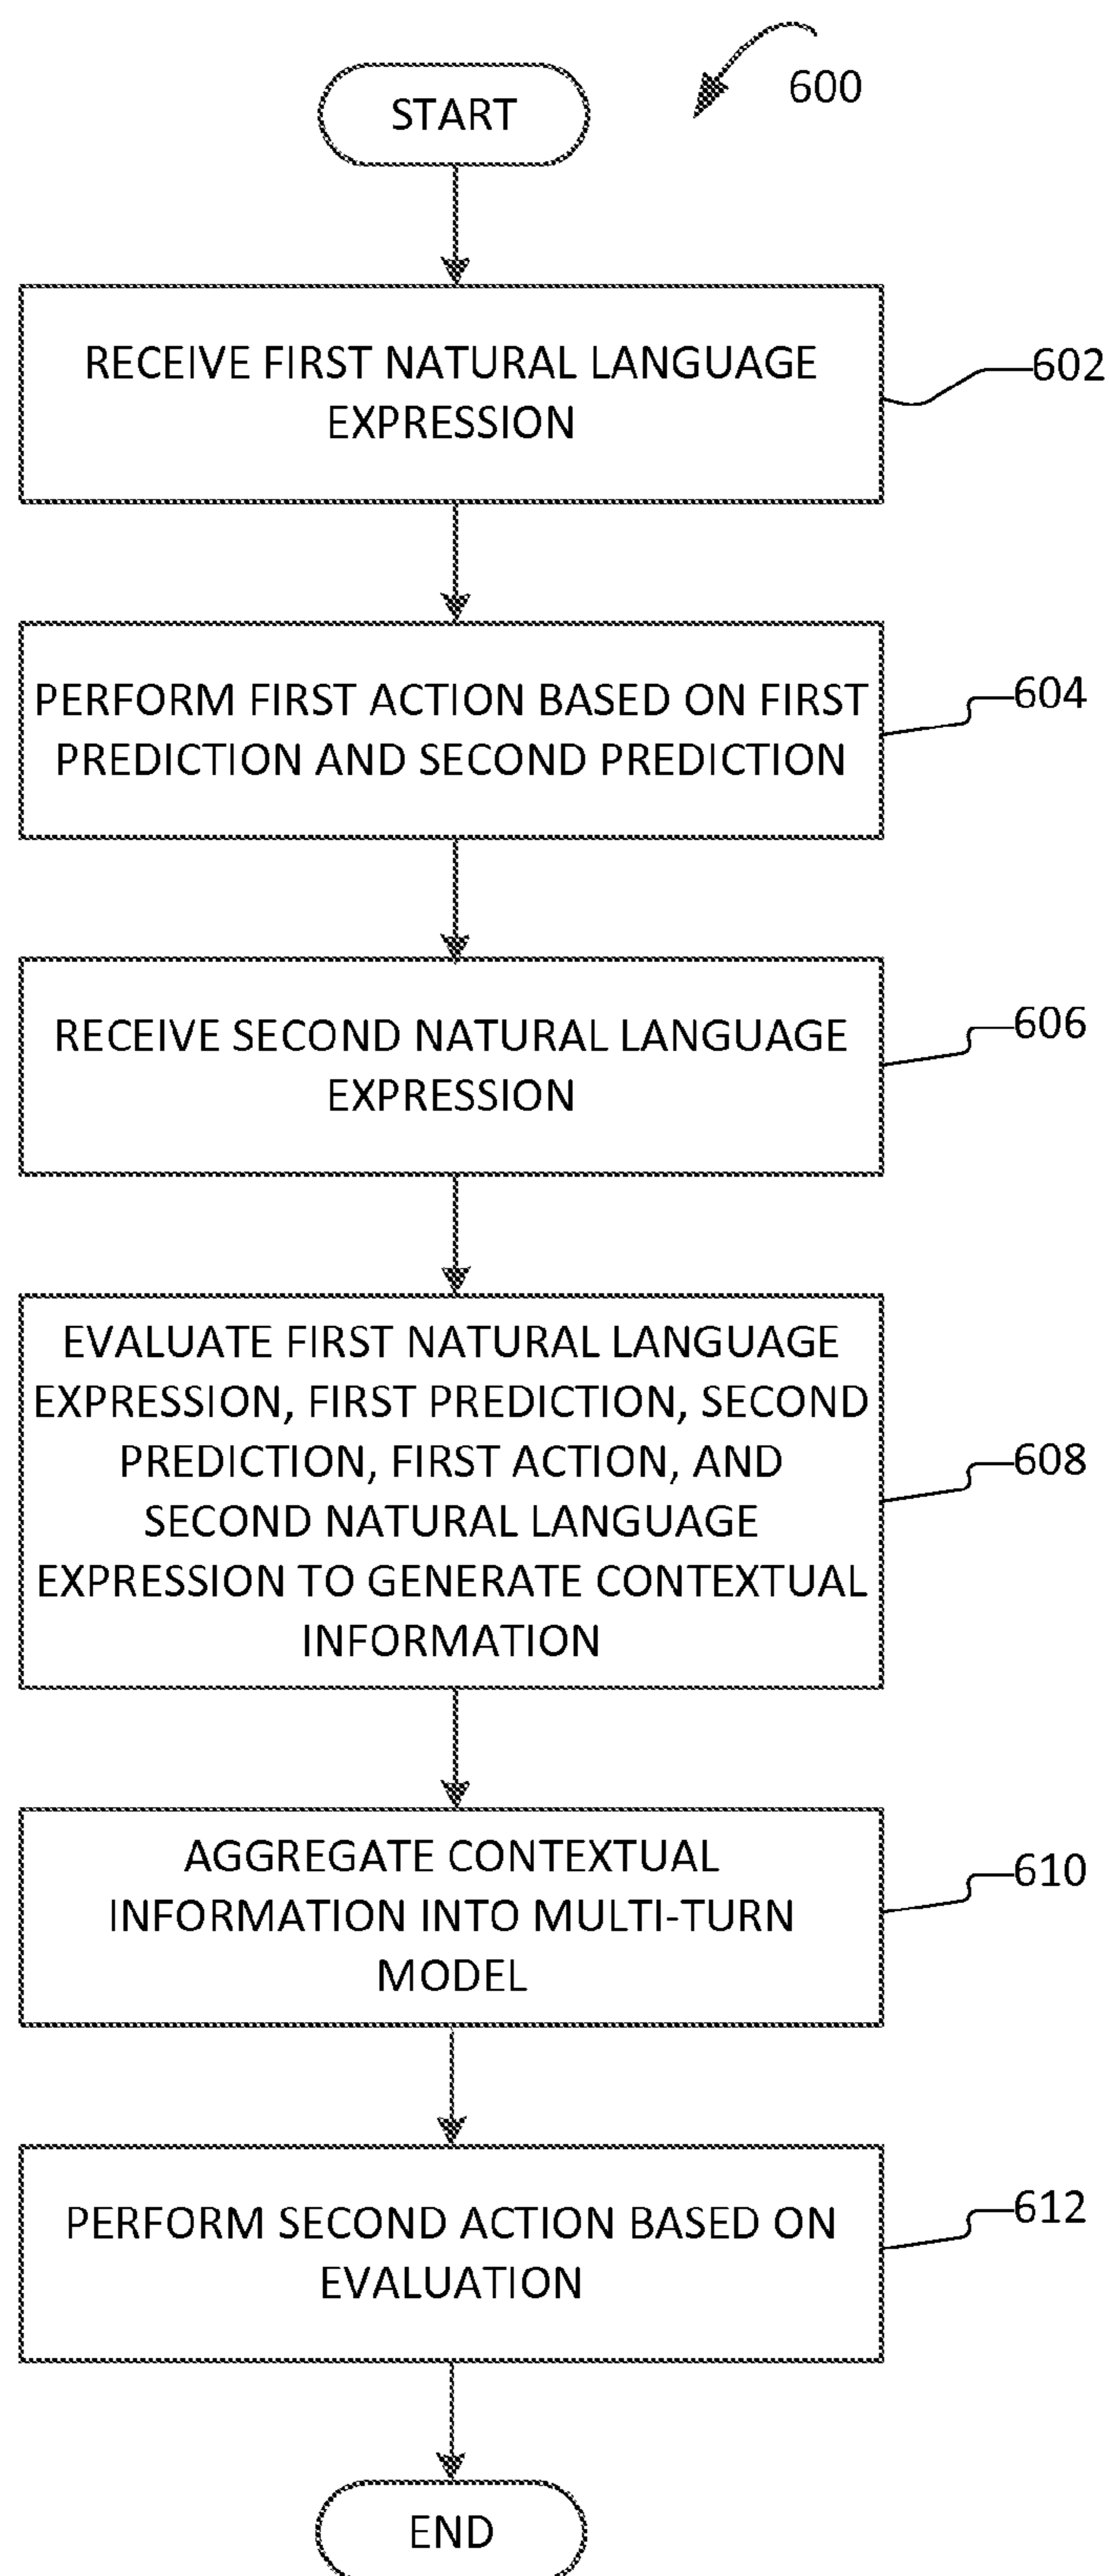 600
START
RECEIVE FIRST NATURAL LANGUAGE
EXPRESSION
602
PERFORM FIRST ACTION BASED ON FIRST
PREDICTION AND SECOND PREDICTION
604
RECEIVE SECOND NATURAL LANGUAGE
EXPRESSION
606
EVALUATE FIRST NATURAL LANGUAGE
EXPRESSION, FIRST PREDICTION, SECOND
PREDICTION, FIRST ACTION, AND
SECOND NATURAL LANGUAGE
EXPRESSION TO GENERATE CONTEXTUAL
INFORMATION
608
AGGREGATE CONTEXTUAL
INFORMATION INTO MULTI-TURN
MODEL
610
PERFORM SECOND ACTION BASED ON
EVALUATION
612
END